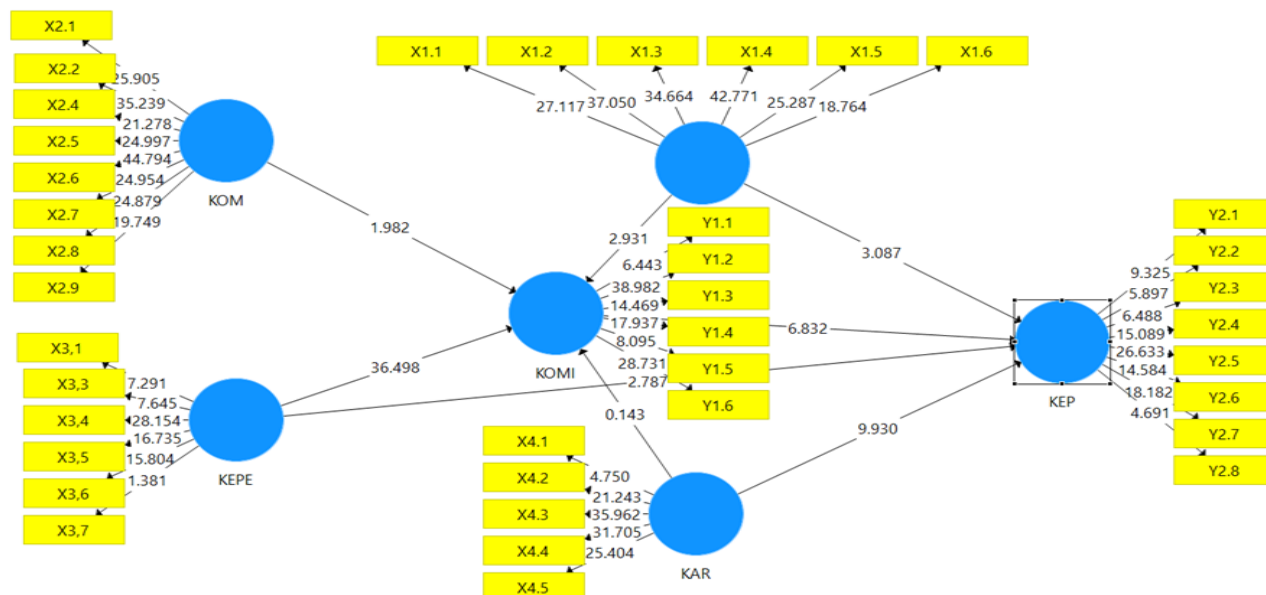 X2.1
X2.2
X2.4
X2.5
X2.6
X2.7
X2.8
X2.9
25.905
35.239
21.278
24.997
44.794
24.954
24.879
19.749
KOM
X1.1
X1.2
X1.3
X1.4
X1.5
X1.6
27.117
37.050
34.664
42.771
25.287
18.764
1.982
2.931
3.087
Y1.1
Y1.2
Y1.3
Y1.4
Y1.5
Y1.6
6.443
38.982
14.469
17.937
8.095
28.731
KOMI
6.832
2.787
36.498
0.143
9.930
X3,1
X3,3
X3,4
X3,5
X3,6
X3,7
7.291
7.645
28.154
16.735
15.804
1.381
KEPE
X4.1
X4.2
X4.3
X4.4
X4.5
4.750
21.243
35.962
31.705
25.404
KAR
Y2.1
Y2.2
Y2.3
Y2.4
Y2.5
Y2.6
Y2.7
Y2.8
9.325
5.897
6.488
15.089
26.633
14.584
18.182
4.691
KEP